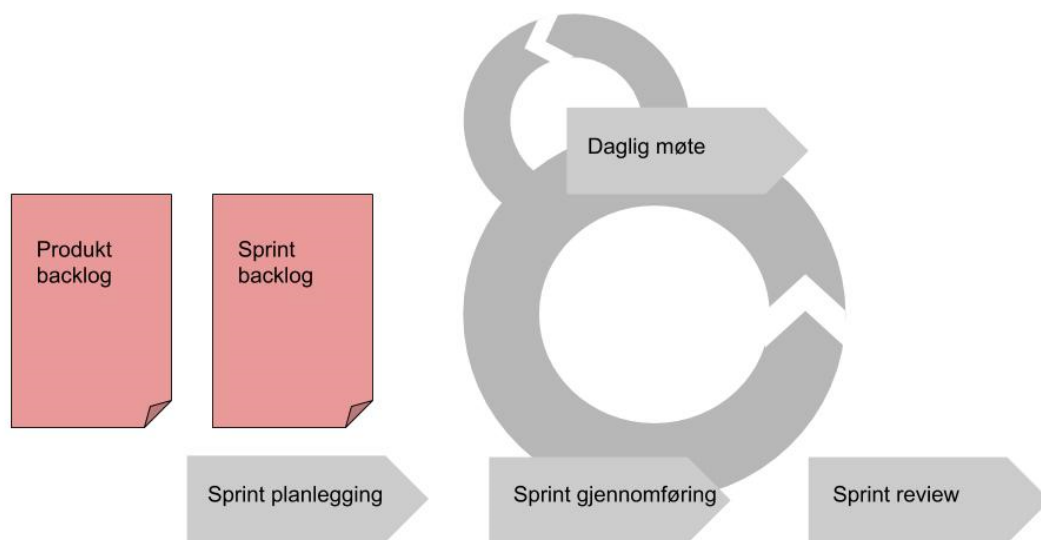 Daglig møte
Produkt
backlog
Sprint
backlog
Sprint planlegging
Sprint gjennomføring
Sprint review